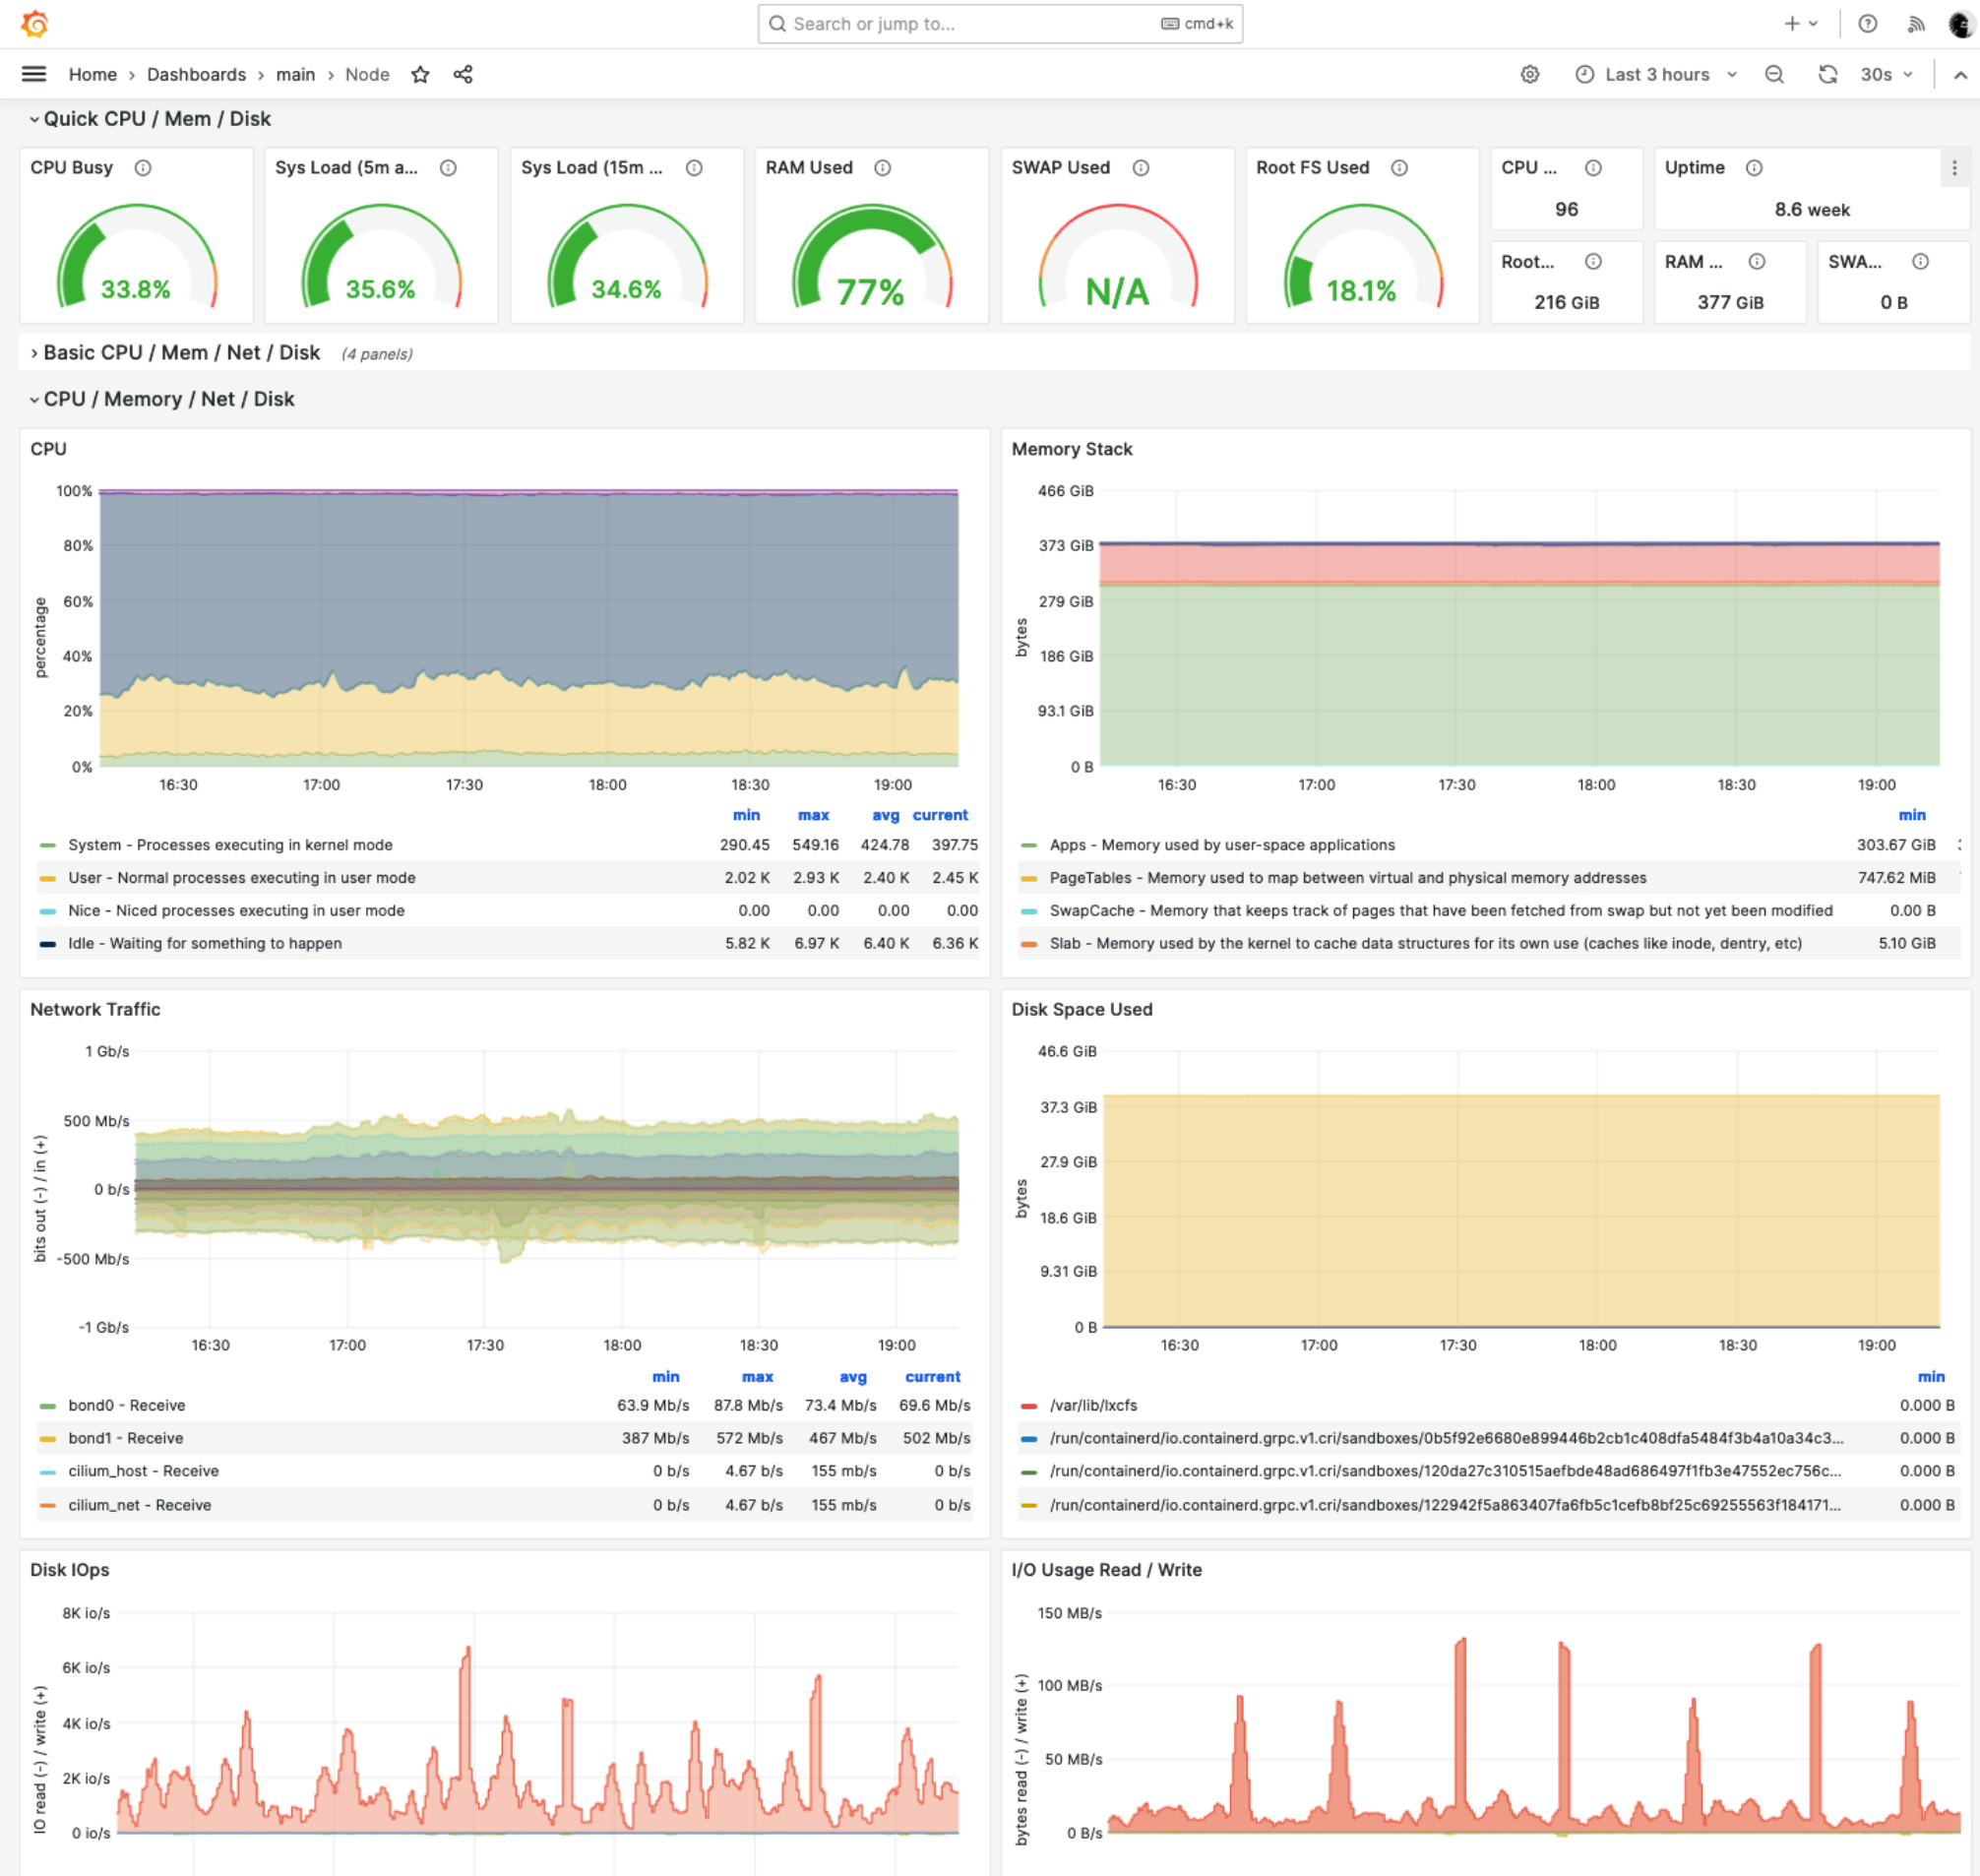 Search or jump to... cmd+k
Home › Dashboards › main › Node
Last 3 hours 30s
Quick CPU / Mem / Disk
CPU Busy
33.8%
Sys Load (5m a...
35.6%
Sys Load (15m ...
34.6%
RAM Used
77%
SWAP Used
N/A
Root FS Used
18.1%
CPU ...
96
Uptime
8.6 week
Root...
216 GiB
RAM ...
377 GiB
SWA...
0 B
Basic CPU / Mem / Net / Disk (4 panels)
CPU / Memory / Net / Disk
CPU
percentage
100%
80%
60%
40%
20%
0%
16:30 17:00 17:30 18:00 18:30 19:00
min max avg current
System - Processes executing in kernel mode 290.45 549.16 424.78 397.75
User - Normal processes executing in user mode 2.02 K 2.93 K 2.40 K 2.45 K
Nice - Niced processes executing in user mode 0.00 0.00 0.00 0.00
Idle - Waiting for something to happen 5.82 K 6.97 K 6.40 K 6.36 K
Memory Stack
bytes
466 GiB
373 GiB
279 GiB
186 GiB
93.1 GiB
0 B
16:30 17:00 17:30 18:00 18:30 19:00
min
Apps - Memory used by user-space applications 303.67 GiB
PageTables - Memory used to map between virtual and physical memory addresses 747.62 MiB
SwapCache - Memory that keeps track of pages that have been fetched from swap but not yet been modified 0.00 B
Slab - Memory used by the kernel to cache data structures for its own use (caches like inode, dentry, etc) 5.10 GiB
Network Traffic
bits out (-) / in (+)
1 Gb/s
500 Mb/s
0 b/s
-500 Mb/s
-1 Gb/s
16:30 17:00 17:30 18:00 18:30 19:00
min max avg current
bond0 - Receive 63.9 Mb/s 87.8 Mb/s 73.4 Mb/s 69.6 Mb/s
bond1 - Receive 387 Mb/s 572 Mb/s 467 Mb/s 502 Mb/s
cilium_host - Receive 0 b/s 4.67 b/s 155 mb/s 0 b/s
cilium_net - Receive 0 b/s 4.67 b/s 155 mb/s 0 b/s
Disk Space Used
bytes
46.6 GiB
37.3 GiB
27.9 GiB
18.6 GiB
9.31 GiB
0 B
16:30 17:00 17:30 18:00 18:30 19:00
min
/var/lib/lxcfs 0.000 B
/run/containerd/io.containerd.grpc.v1.cri/sandboxes/0b5f92e6680e899446b2cb1c408dfa5484f3b4a10a34c3... 0.000 B
/run/containerd/io.containerd.grpc.v1.cri/sandboxes/120da27c310515aefbde48ad686497f1fb3e47552ec756c... 0.000 B
/run/containerd/io.containerd.grpc.v1.cri/sandboxes/122942f5a863407fa6fb5c1cefb8bf25c69255563f184171... 0.000 B
Disk IOps
IO read (-) / write (+)
8K io/s
6K io/s
4K io/s
2K io/s
0 io/s
I/O Usage Read / Write
bytes read (-) / write (+)
150 MB/s
100 MB/s
50 MB/s
0 B/s